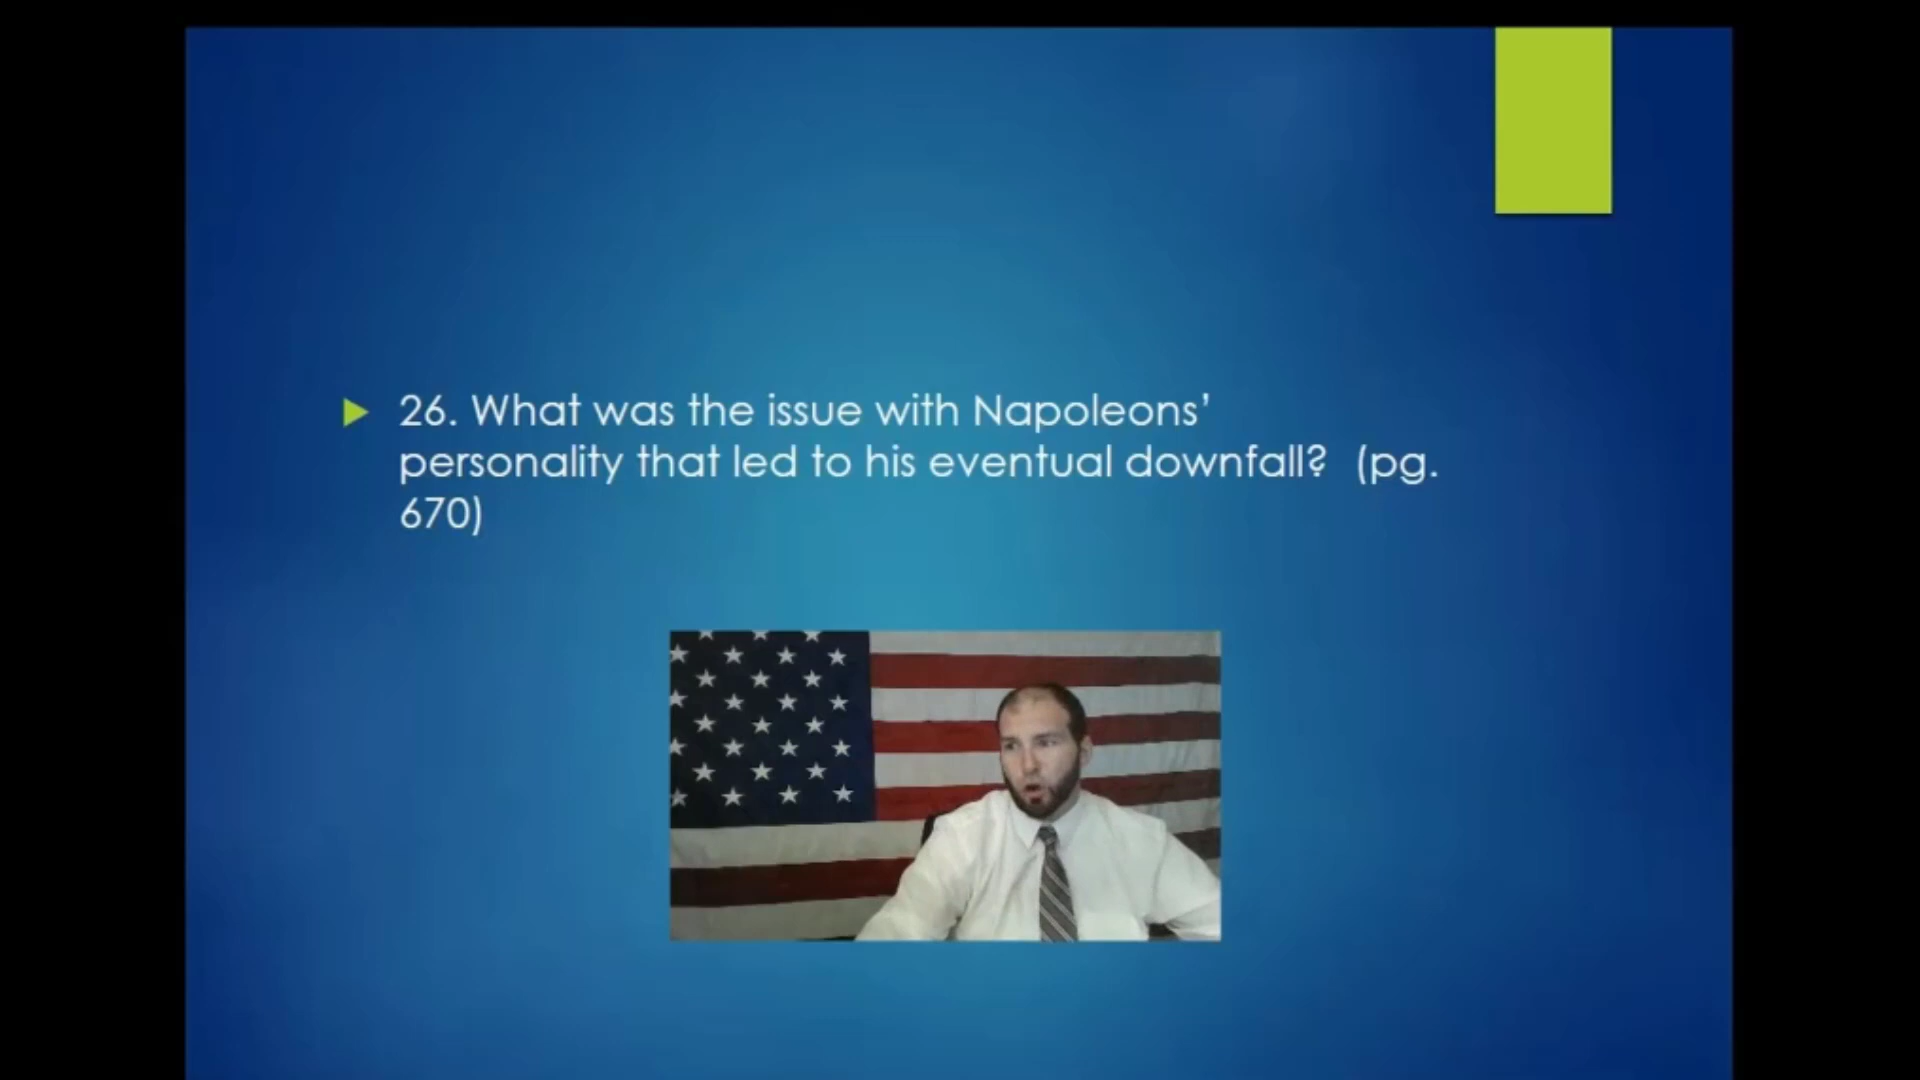 26. What was the issue with Napoleons’
personality that led to his eventual downfall? (pg.
670)